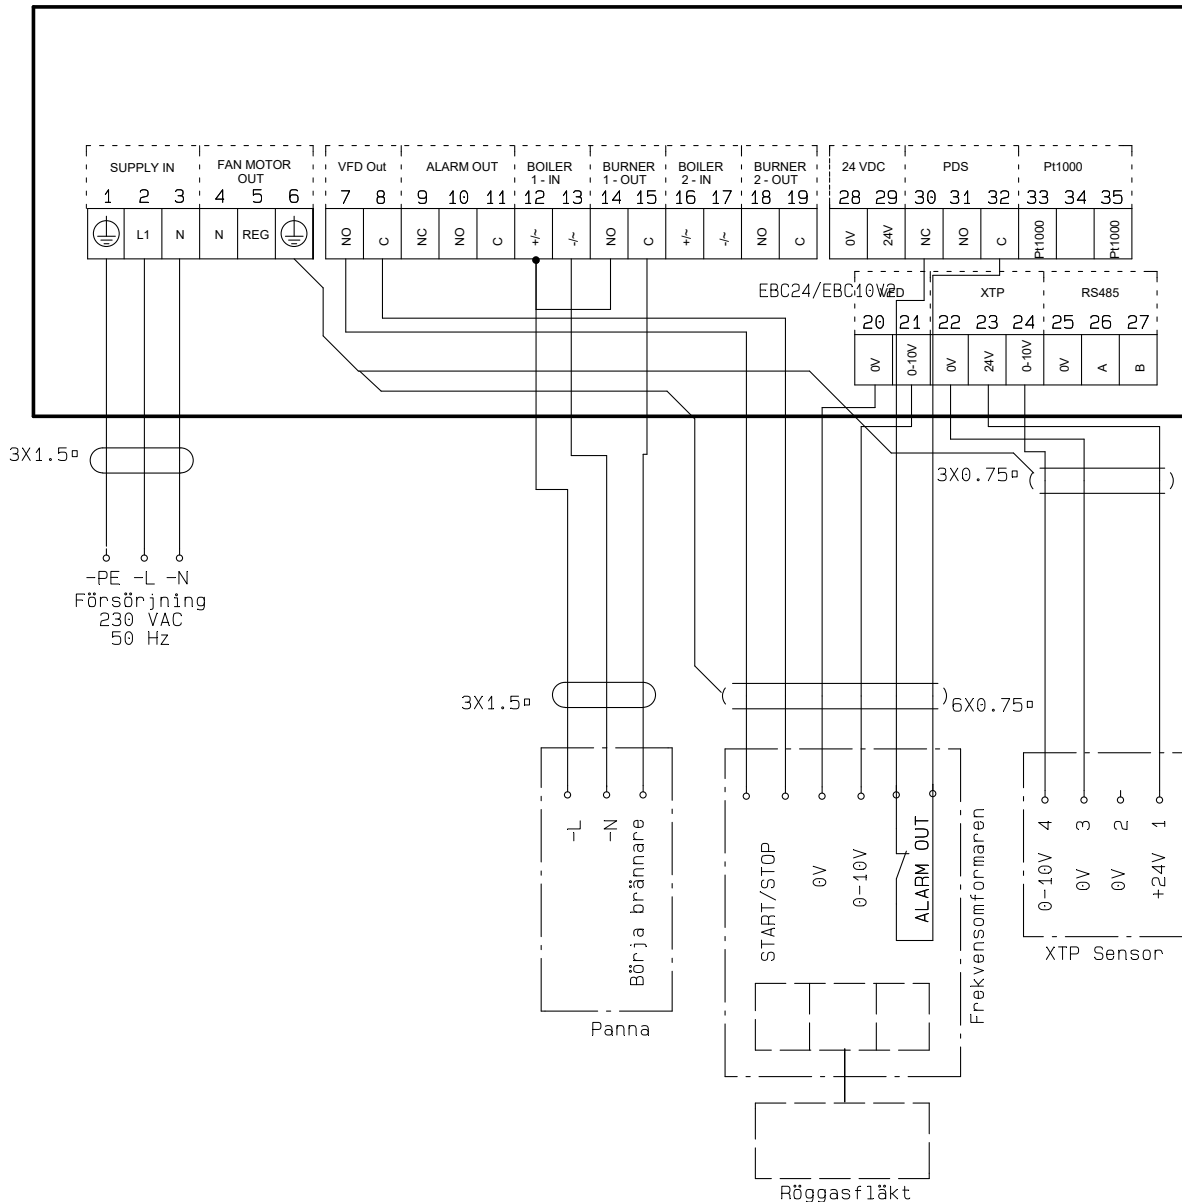 SUPPLY IN FAN MOTOR OUT VFD Out ALARM OUT BOILER 1 - IN BURNER 1 - OUT BOILER 2 - IN BURNER 2 - OUT 24 VDC PDS Pt1000
1 2 3 4 5 6 7 8 9 10 11 12 13 14 15 16 17 18 19 28 29 30 31 32 33 34 35
L1 N N REG NO C NC NO C +/~ -/~ NO C +/~ -/~ NO C 0V 24V NC NO C Pt1000 Pt1000
EBC24/EBC10V2
VFD XTP RS485
20 21 22 23 24 25 26 27
0V 0-10V 0V 24V 0-10V 0V A B
3X1.5▫
3X0.75▫
-PE -L -N
Försörjning
230 VAC
50 Hz
3X1.5▫
6X0.75▫
-L
-N
Börja brännare
Panna
START/STOP
0V
0-10V
ALARM OUT
Frekvensomformaren
0-10V 4
0V 3
0V 2
+24V 1
XTP Sensor
Röggasfläkt